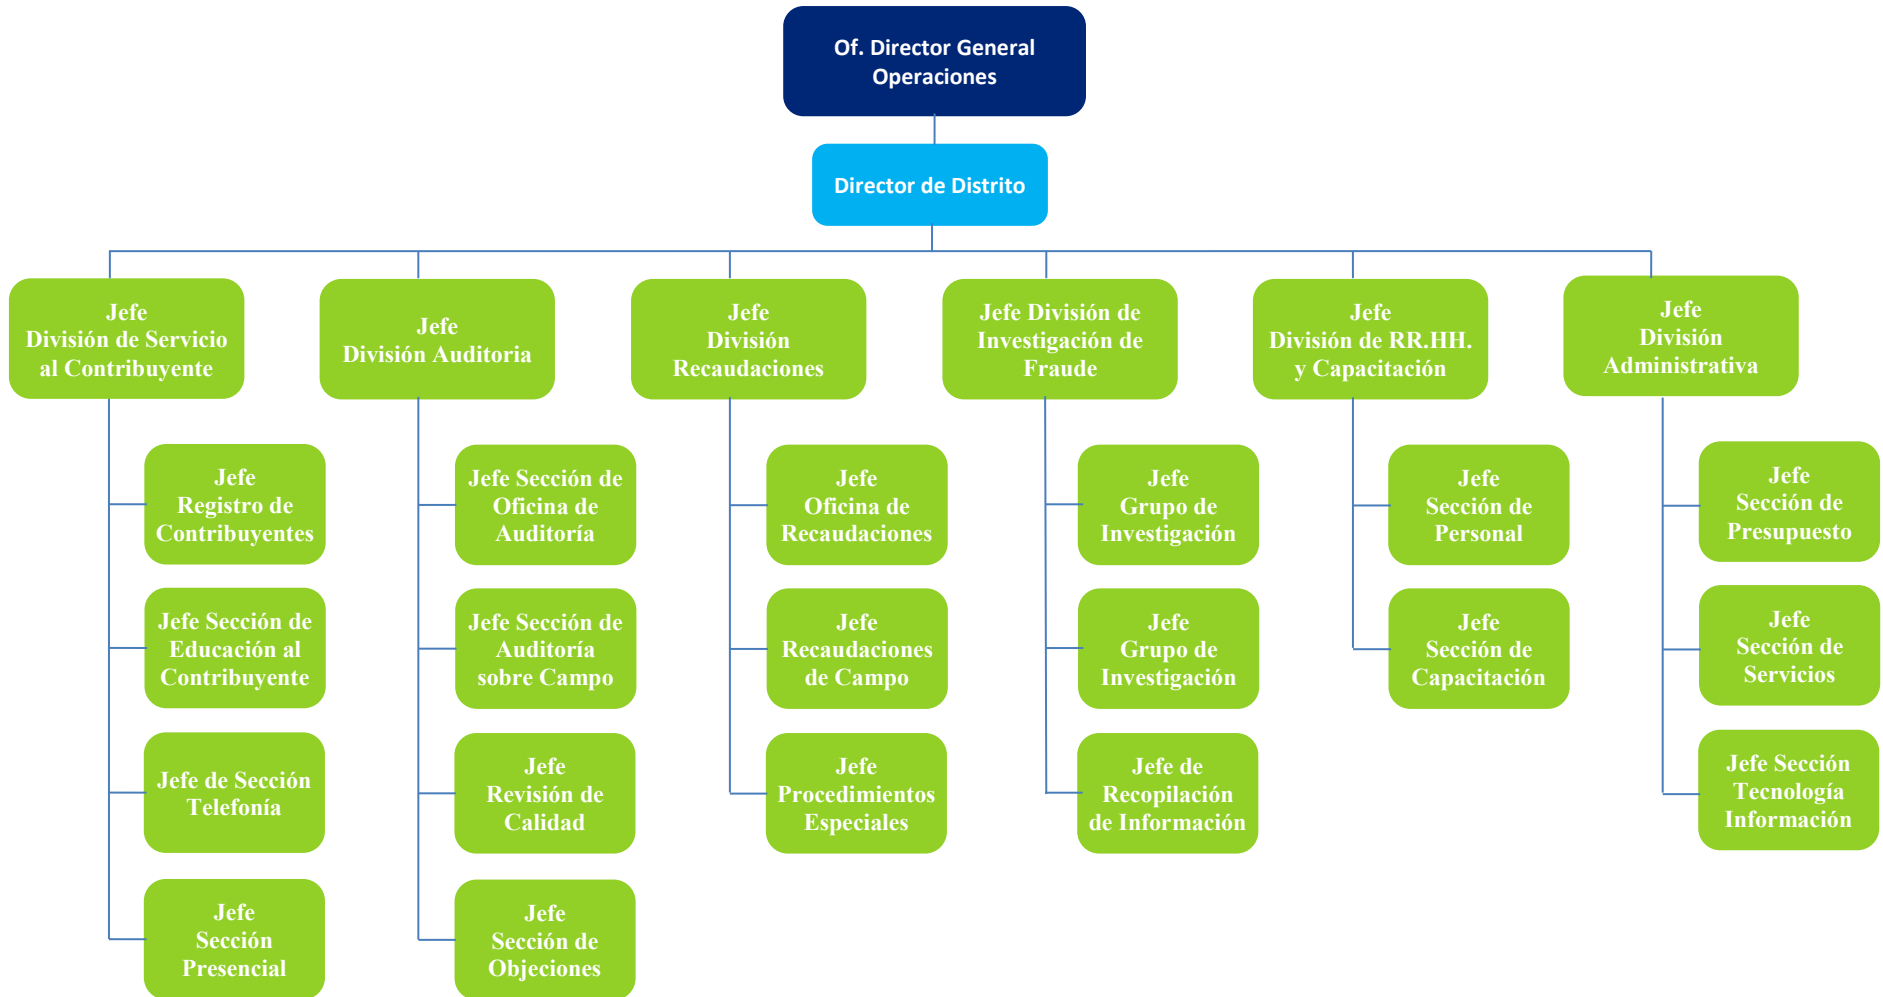 Of. Director General
Operaciones
Director de Distrito
Jefe
División de Servicio
al Contribuyente
Jefe
División Auditoria
Jefe
División
Recaudaciones
Jefe División de
Investigación de
Fraude
Jefe
División de RR.HH.
y Capacitación
Jefe
División
Administrativa
Jefe
Registro de
Contribuyentes
Jefe Sección de
Oficina de
Auditoría
Jefe
Oficina de
Recaudaciones
Jefe
Grupo de
Investigación
Jefe
Sección de
Personal
Jefe
Sección de
Presupuesto
Jefe Sección de
Educación al
Contribuyente
Jefe Sección de
Auditoría
sobre Campo
Jefe
Recaudaciones
de Campo
Jefe
Grupo de
Investigación
Jefe
Sección de
Capacitación
Jefe
Sección de
Servicios
Jefe de Sección
Telefonía
Jefe
Revisión de
Calidad
Jefe
Procedimientos
Especiales
Jefe de
Recopilación
de Información
Jefe Sección
Tecnología
Información
Jefe
Sección
Presencial
Jefe
Sección de
Objeciones